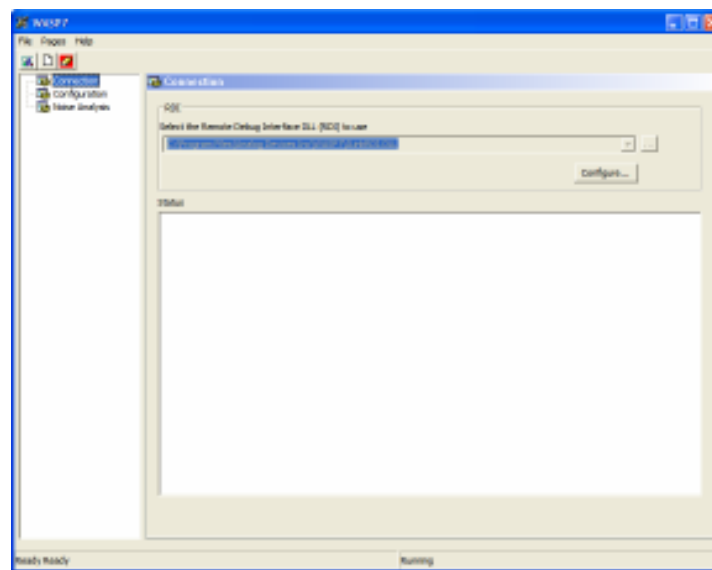 WASP7
File Pages Help
Connection
Configuration
Noise Analysis
Connection
RDI
Select the Remote Debug Interface DLL (RDI) to use
Configure...
Status
Ready Ready
Running